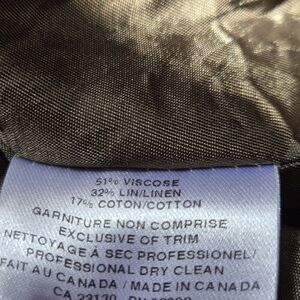 51% VISCOSE
32% LIN/LINEN
17% COTON/COTTON
GARNITURE NON COMPRISE
EXCLUSIVE OF TRIM
NETTOYAGE À SEC PROFESSIONEL/
PROFESSIONAL DRY CLEAN
FAIT AU CANADA / MADE IN CANADA
CA 23130